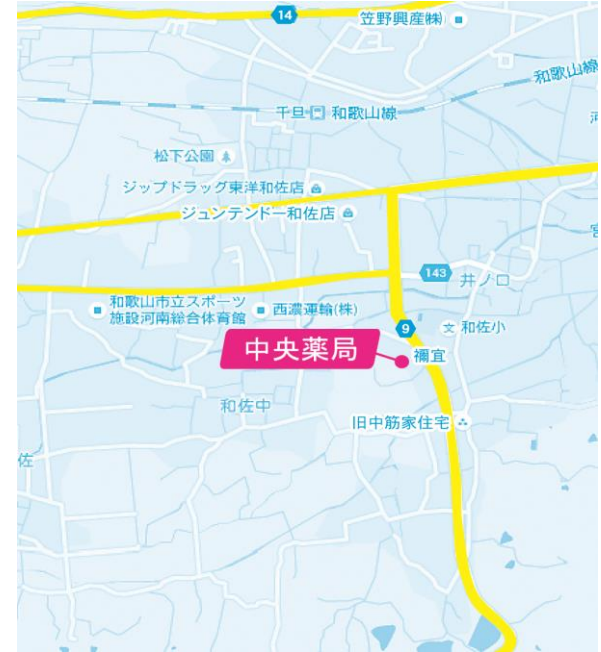 14
笠野興産㈱
和歌山線
千旦
和歌山線
河
松下公園
ジップドラッグ東洋和佐店
ジュンテンドー和佐店
宮
143
井ノ口
和歌山市立スポーツ
施設河南総合体育館
西濃運輸(株)
9
文 和佐小
中央薬局
禰宜
和佐中
旧中筋家住宅
佐